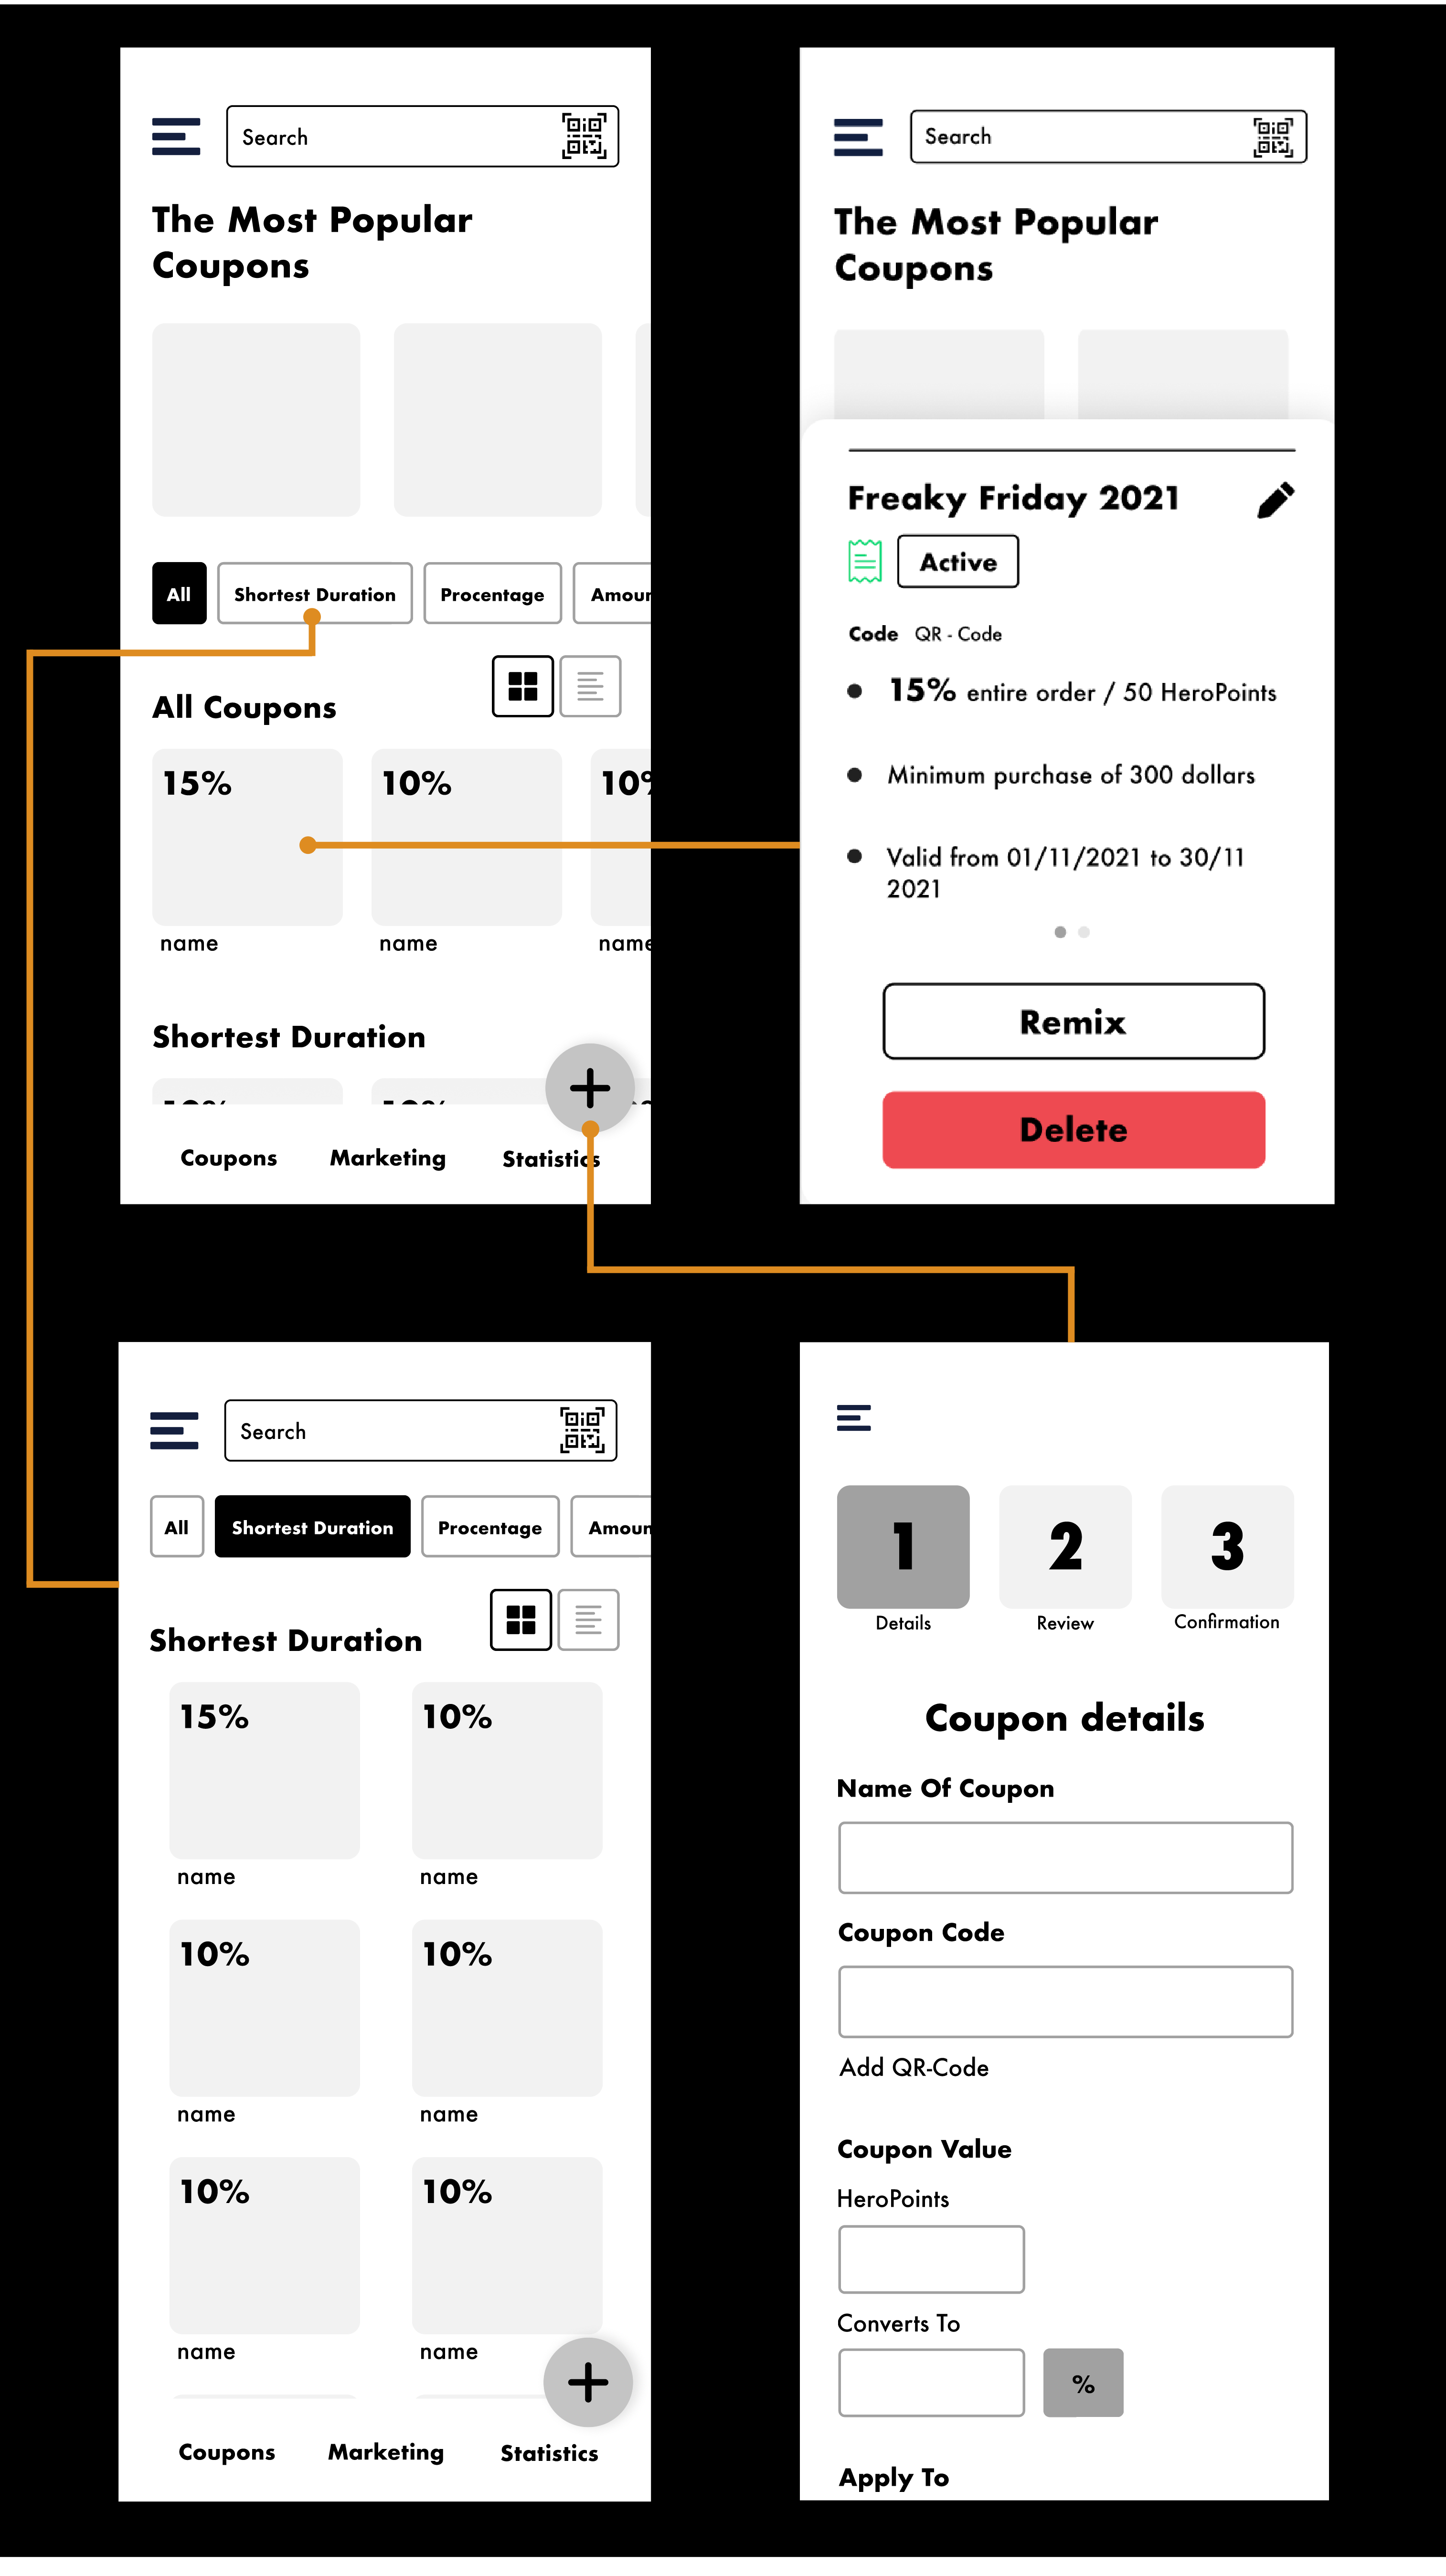 Search
The Most Popular
Coupons
All
Shortest Duration
Procentage
Amoun
All Coupons
15%
10%
10%
name
name
name
Shortest Duration
10%
10%
Coupons
Marketing
Statistics
Search
The Most Popular
Coupons
Freaky Friday 2021
Active
Code QR - Code
15% entire order / 50 HeroPoints
Minimum purchase of 300 dollars
Valid from 01/11/2021 to 30/11
2021
Remix
Delete
Search
All
Shortest Duration
Procentage
Amoun
Shortest Duration
15%
10%
name
name
10%
10%
name
name
10%
10%
name
name
Coupons
Marketing
Statistics
1
2
3
Details
Review
Confirmation
Coupon details
Name Of Coupon
Coupon Code
Add QR-Code
Coupon Value
HeroPoints
Converts To
%
Apply To